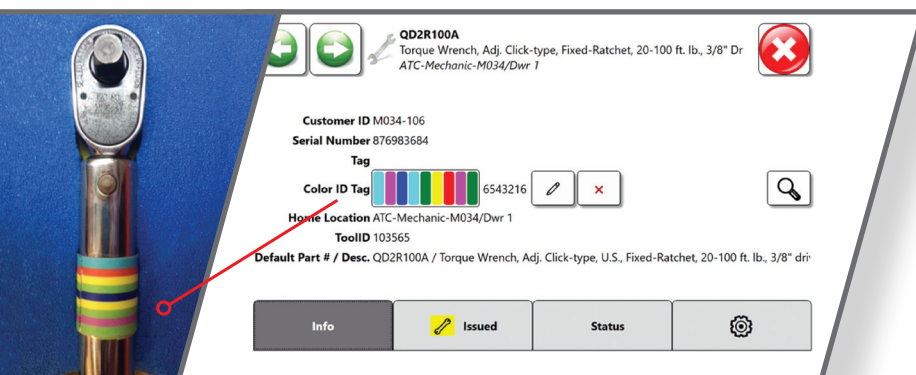 QD2R100A
Torque Wrench, Adj. Click-type, Fixed-Ratchet, 20-100 ft. lb., 3/8" Dr
ATC-Mechanic-M034/Dwr 1
Customer ID M034-106
Serial Number 876983684
Tag
Color ID Tag 6543216
Home Location ATC-Mechanic-M034/Dwr 1
ToolID 103565
Default Part # / Desc. QD2R100A / Torque Wrench, Adj. Click-type, U.S., Fixed-Ratchet, 20-100 ft. lb., 3/8" driv
Info
Issued
Status